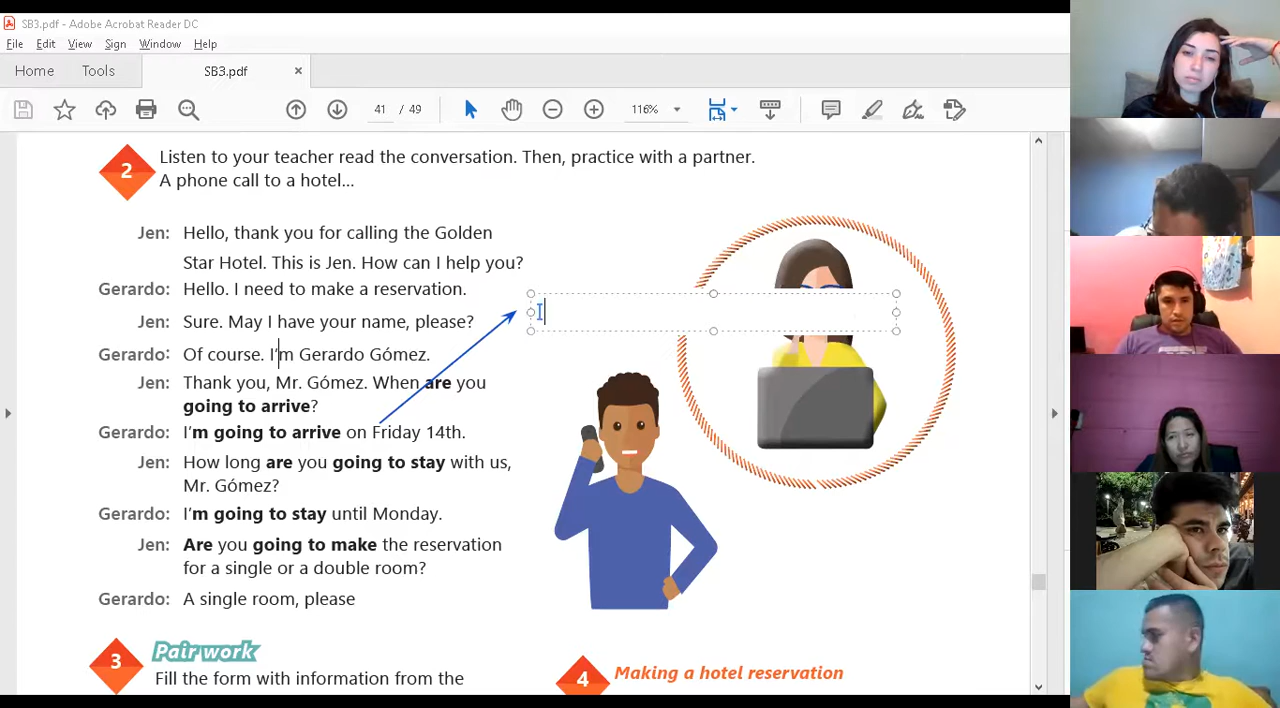 SB3.pdf - Adobe Acrobat Reader DC
File Edit View Sign Window Help
Home Tools SB3.pdf ×
41 / 49 116%
2
Listen to your teacher read the conversation. Then, practice with a partner.
A phone call to a hotel...
Jen: Hello, thank you for calling the Golden
Star Hotel. This is Jen. How can I help you?
Gerardo: Hello. I need to make a reservation.
Jen: Sure. May I have your name, please?
Gerardo: Of course. I'm Gerardo Gómez.
Jen: Thank you, Mr. Gómez. When are you
going to arrive?
Gerardo: I'm going to arrive on Friday 14th.
Jen: How long are you going to stay with us,
Mr. Gómez?
Gerardo: I'm going to stay until Monday.
Jen: Are you going to make the reservation
for a single or a double room?
Gerardo: A single room, please
3 Pair work
Fill the form with information from the
4 Making a hotel reservation